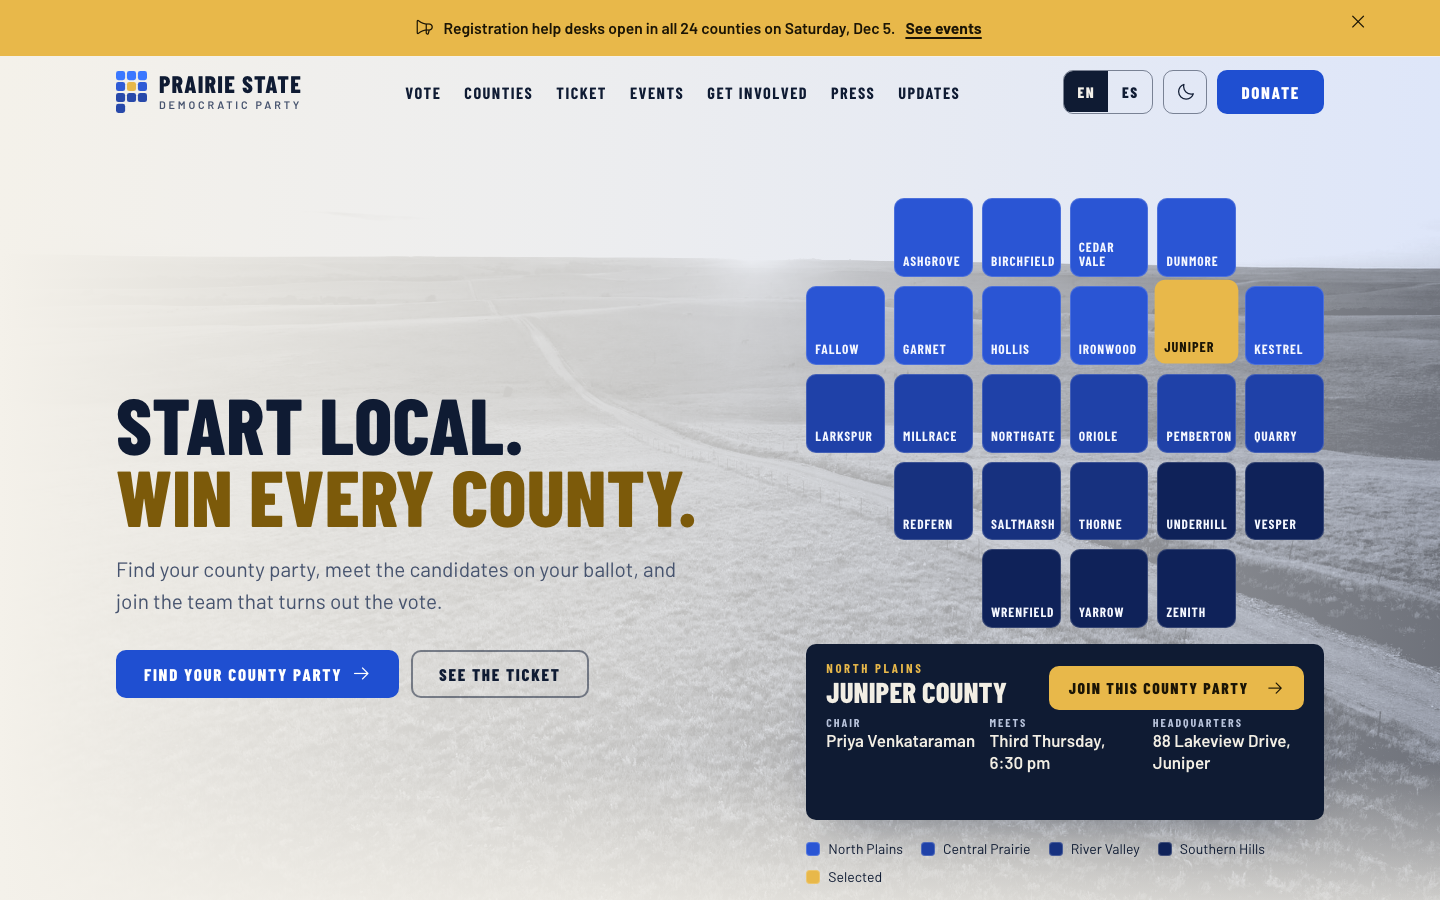 Registration help desks open in all 24 counties on Saturday, Dec 5. See events
PRAIRIE STATE
DEMOCRATIC PARTY
VOTE COUNTIES TICKET EVENTS GET INVOLVED PRESS UPDATES
EN ES
DONATE
START LOCAL.
WIN EVERY COUNTY.
Find your county party, meet the candidates on your ballot, and
join the team that turns out the vote.
FIND YOUR COUNTY PARTY
SEE THE TICKET
ASHGROVE BIRCHFIELD CEDAR VALE DUNMORE
FALLOW GARNET HOLLIS IRONWOOD JUNIPER KESTREL
LARKSPUR MILLRACE NORTHGATE ORIOLE PEMBERTON QUARRY
REDFERN SALTMARSH THORNE UNDERHILL VESPER
WRENFIELD YARROW ZENITH
NORTH PLAINS
JUNIPER COUNTY
JOIN THIS COUNTY PARTY
CHAIR
Priya Venkataraman
MEETS
Third Thursday,
6:30 pm
HEADQUARTERS
88 Lakeview Drive,
Juniper
North Plains Central Prairie River Valley Southern Hills
Selected